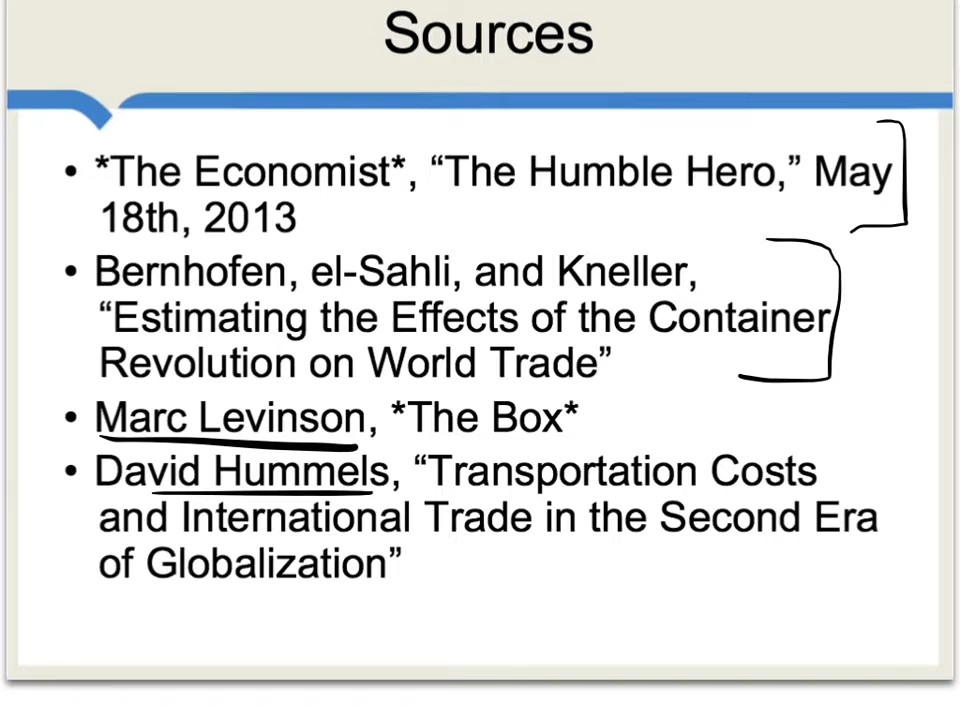 Sources
• *The Economist*, “The Humble Hero,” May
18th, 2013
• Bernhofen, el-Sahli, and Kneller,
“Estimating the Effects of the Container
Revolution on World Trade”
• Marc Levinson, *The Box*
• David Hummels, “Transportation Costs
and International Trade in the Second Era
of Globalization”